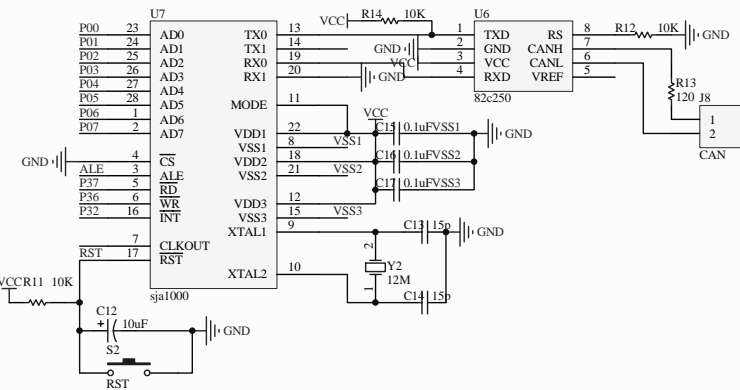 U7
U6
R14 10K
VCC
R12 10K
P00 23 AD0 TX0 13
1 TXD RS 8
GND
P01 24 AD1 TX1 14
GND 2 GND CANH 7
P02 25 AD2 RX0 19
VCC 3 VCC CANL 6
P03 26 AD3 RX1 20
GND 4 RXD VREF 5
P04 27 AD4
82c250
R13
120
J8
P05 28 AD5 MODE 11
P06 1 AD6
1
P07 2 AD7
2
CAN
VCC
VDD1 22
C15 0.1uFVSS1
GND
VSS1 8 VSS1
GND 4 CS VDD2 18
C16 0.1uFVSS2
ALE 3 ALE VSS2 21 VSS2
P37 5 RD
C17 0.1uFVSS3
P36 6 WR VDD3 12
P32 16 INT VSS3 15 VSS3
XTAL1 9
C13 15p
GND
7 CLKOUT
RST 17 RST
2
Y2
12M
1
XTAL2 10
C14 15p
VCC R11 10K
sja1000
C12
+ 10uF
GND
S2
RST